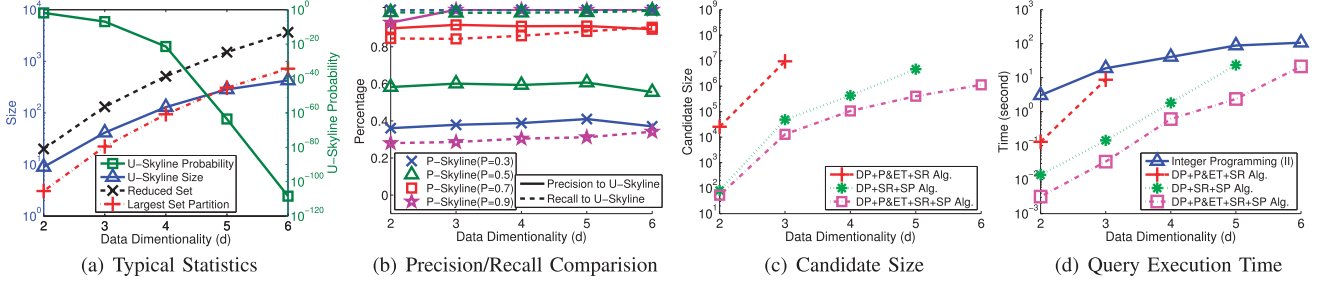 10^4
10^3
10^2
10^1
10^0
Size
10^0
10^-20
10^-40
10^-60
10^-80
10^-100
10^-120
U-Skyline Probability
U-Skyline Probability
U-Skyline Size
Reduced Set
Largest Set Partition
2 3 4 5 6
Data Dimentionality (d)
(a) Typical Statistics
Percentage
0.8
0.6
0.4
0.2
0
P-Skyline(P=0.3)
P-Skyline(P=0.5)
P-Skyline(P=0.7)
P-Skyline(P=0.9)
Precision to U-Skyline
Recall to U-Skyline
2 3 4 5 6
Data Dimentionality (d)
(b) Precision/Recall Comparision
Candidate Size
10^9
10^8
10^7
10^6
10^5
10^4
10^3
10^2
10^1
DP+P&ET+SR Alg.
DP+SR+SP Alg.
DP+P&ET+SR+SP Alg.
2 3 4 5 6
Data Dimentionality (d)
(c) Candidate Size
Time (second)
10^3
10^2
10^1
10^0
10^-1
10^-2
10^-3
Integer Programming (II)
DP+P&ET+SR Alg.
DP+SR+SP Alg.
DP+P&ET+SR+SP Alg.
2 3 4 5 6
Data Dimentionality (d)
(d) Query Execution Time